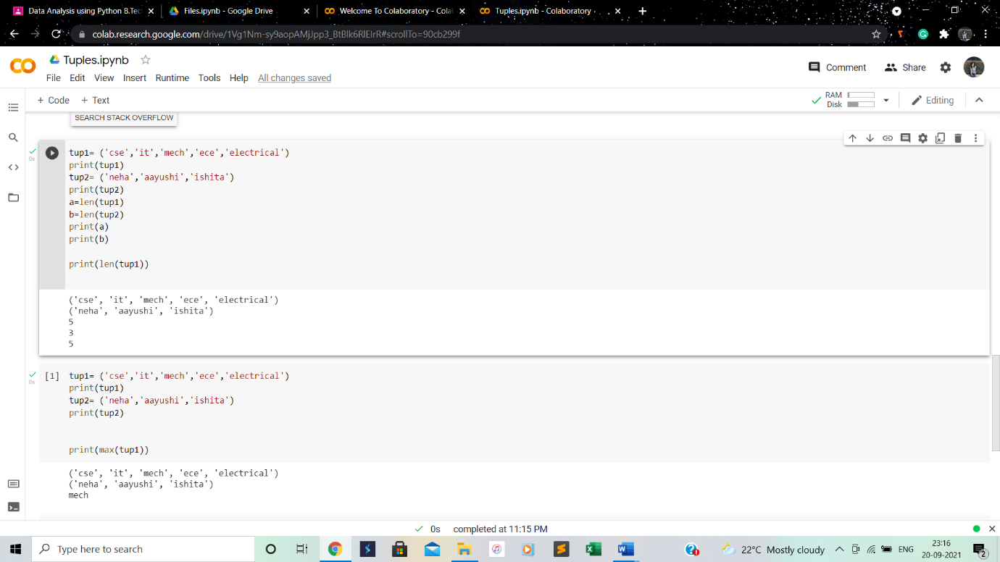 Data Analysis using Python B.Tec
Files.ipynb - Google Drive
Welcome To Colaboratory - Colab
Tuples.ipynb - Colaboratory
colab.research.google.com/drive/1Vg1Nm-sy9aopAMjJpp3_BtBlk6RlElrR#scrollTo=90cb299f
Tuples.ipynb
File Edit View Insert Runtime Tools Help All changes saved
Comment Share
+ Code + Text
RAM
Disk
Editing
SEARCH STACK OVERFLOW
0s
tup1= ('cse','it','mech','ece','electrical')
print(tup1)
tup2= ('neha','aayushi','ishita')
print(tup2)
a=len(tup1)
b=len(tup2)
print(a)
print(b)
print(len(tup1))
('cse', 'it', 'mech', 'ece', 'electrical')
('neha', 'aayushi', 'ishita')
5
3
5
0s
[1] tup1= ('cse','it','mech','ece','electrical')
print(tup1)
tup2= ('neha','aayushi','ishita')
print(tup2)
print(max(tup1))
('cse', 'it', 'mech', 'ece', 'electrical')
('neha', 'aayushi', 'ishita')
mech
0s completed at 11:15 PM
Type here to search
22°C Mostly cloudy
ENG
23:16
20-09-2021
2